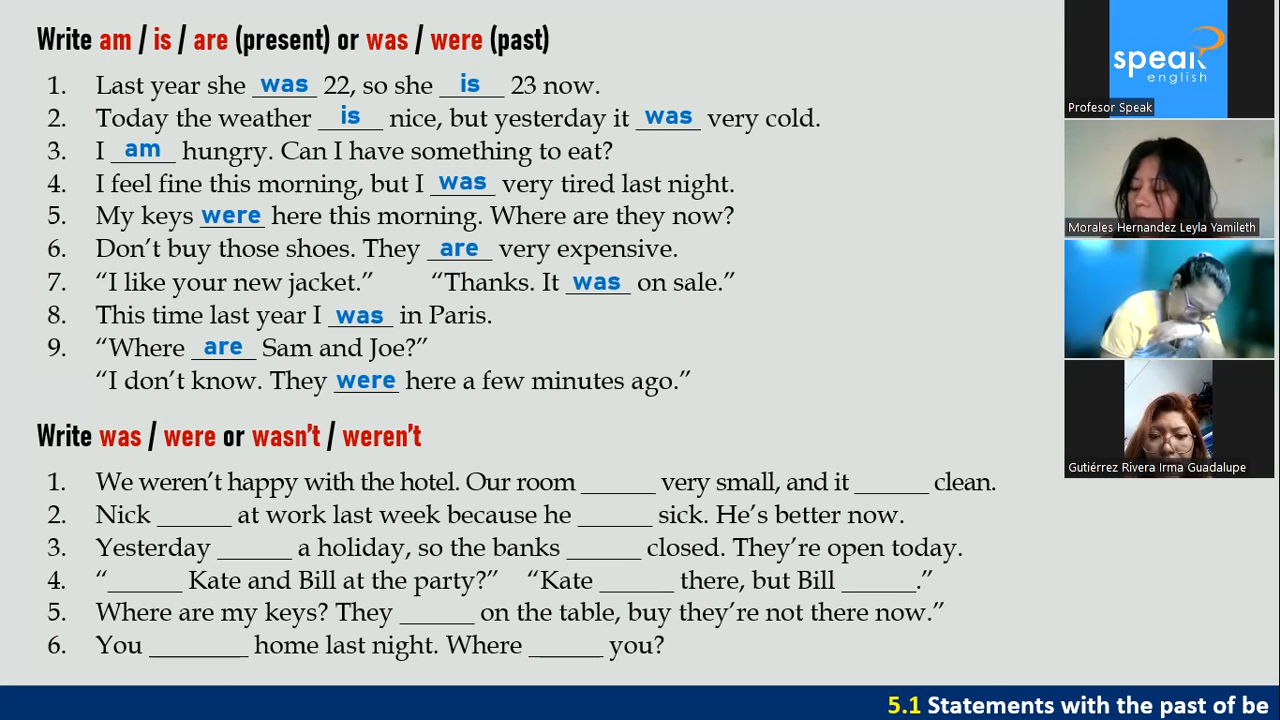 Write am / is / are (present) or was / were (past)
1. Last year she was 22, so she is 23 now.
2. Today the weather is nice, but yesterday it was very cold.
3. I am hungry. Can I have something to eat?
4. I feel fine this morning, but I was very tired last night.
5. My keys were here this morning. Where are they now?
6. Don't buy those shoes. They are very expensive.
7. “I like your new jacket.” “Thanks. It was on sale.”
8. This time last year I was in Paris.
9. “Where are Sam and Joe?”
“I don't know. They were here a few minutes ago.”
Write was / were or wasn't / weren't
1. We weren't happy with the hotel. Our room ______ very small, and it ______ clean.
2. Nick ______ at work last week because he ______ sick. He's better now.
3. Yesterday ______ a holiday, so the banks ______ closed. They're open today.
4. “______ Kate and Bill at the party?” “Kate ______ there, but Bill ______.”
5. Where are my keys? They ______ on the table, buy they're not there now.”
6. You ________ home last night. Where ______ you?
5.1 Statements with the past of be
speak
english
Profesor Speak
Morales Hernandez Leyla Yamileth
Gutiérrez Rivera Irma Guadalupe